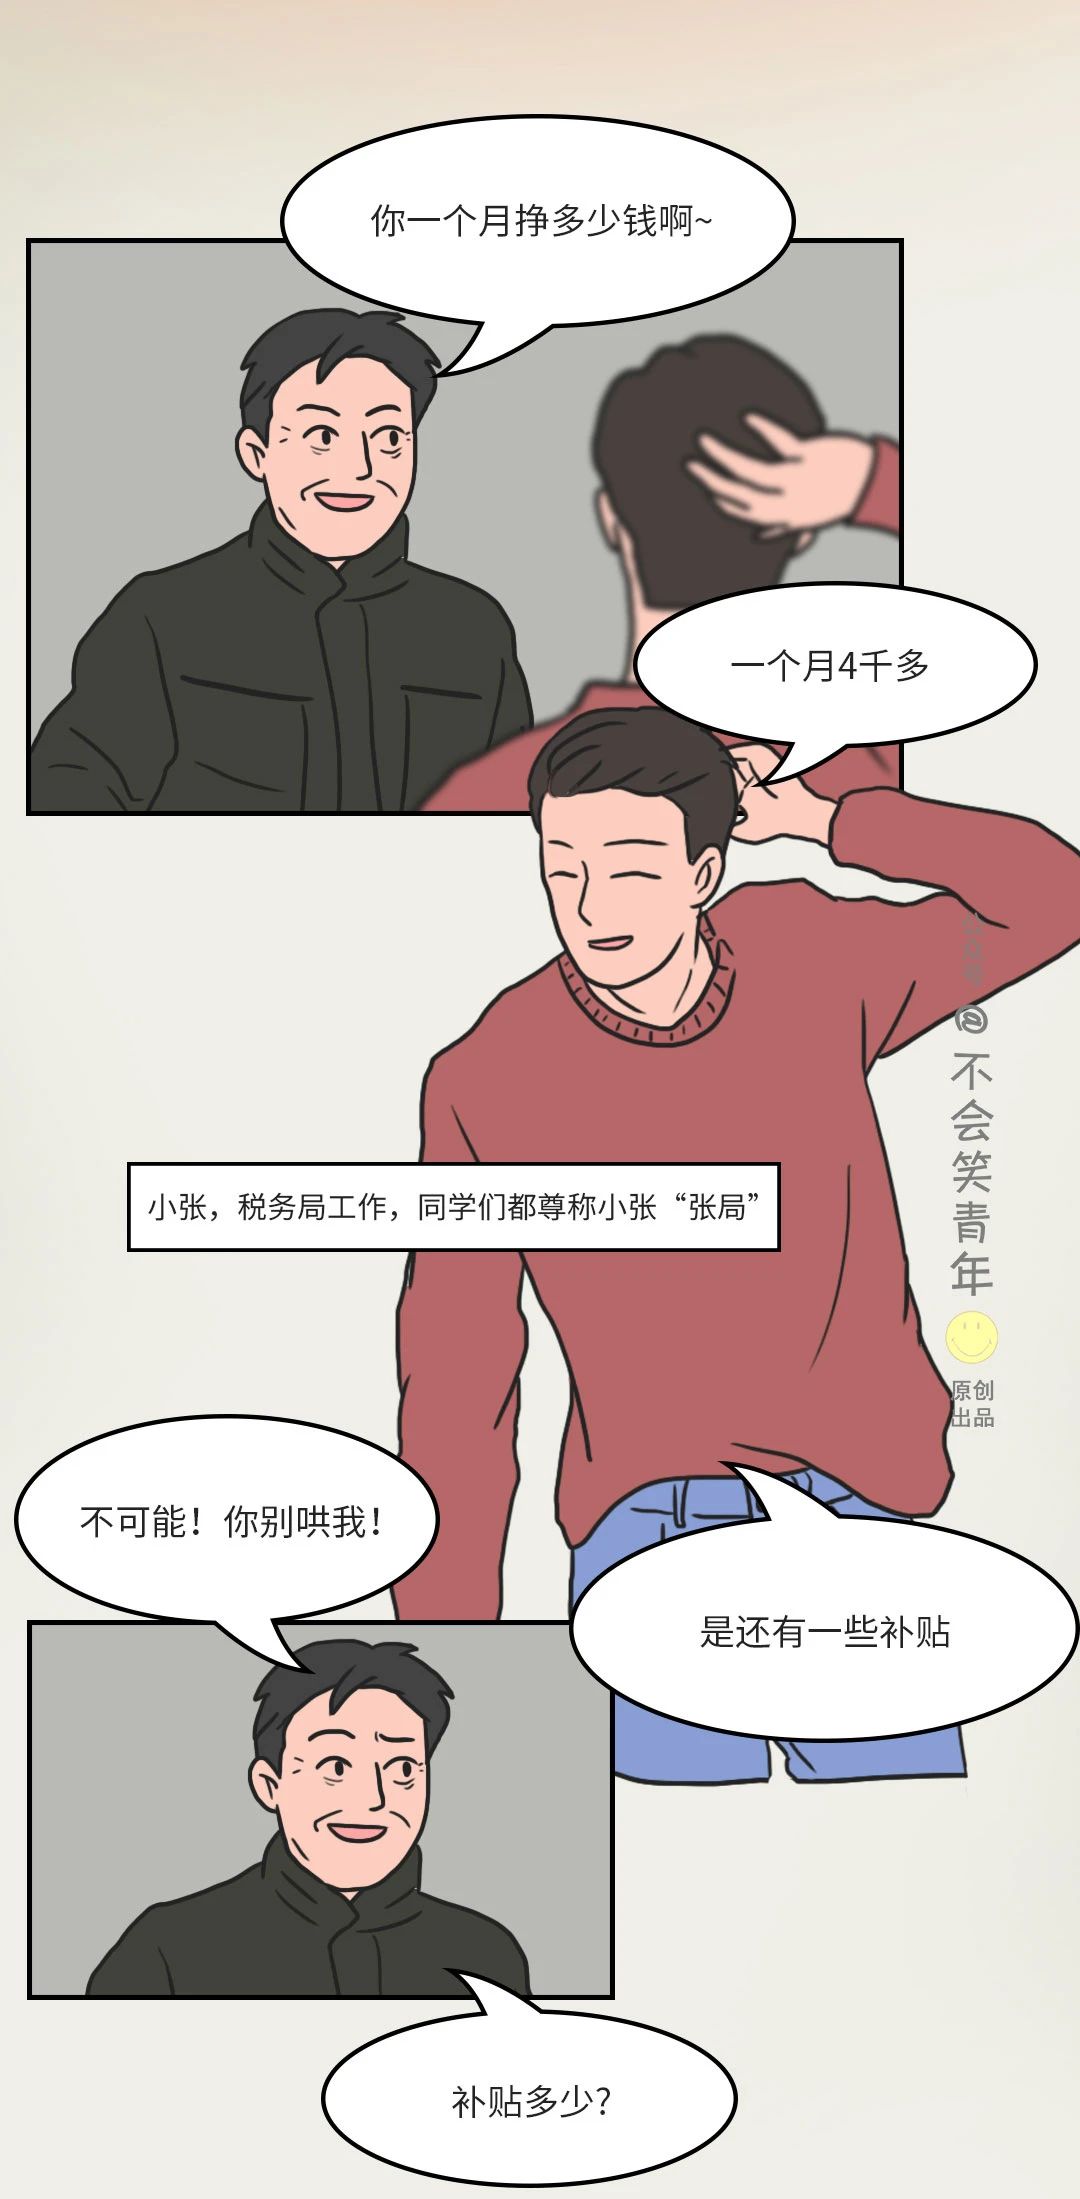 你一个月挣多少钱啊~
一个月4千多
公众号
@不会笑青年
原创
出品
小张，税务局工作，同学们都尊称小张“张局”
不可能！你别哄我！
是还有一些补贴
补贴多少？